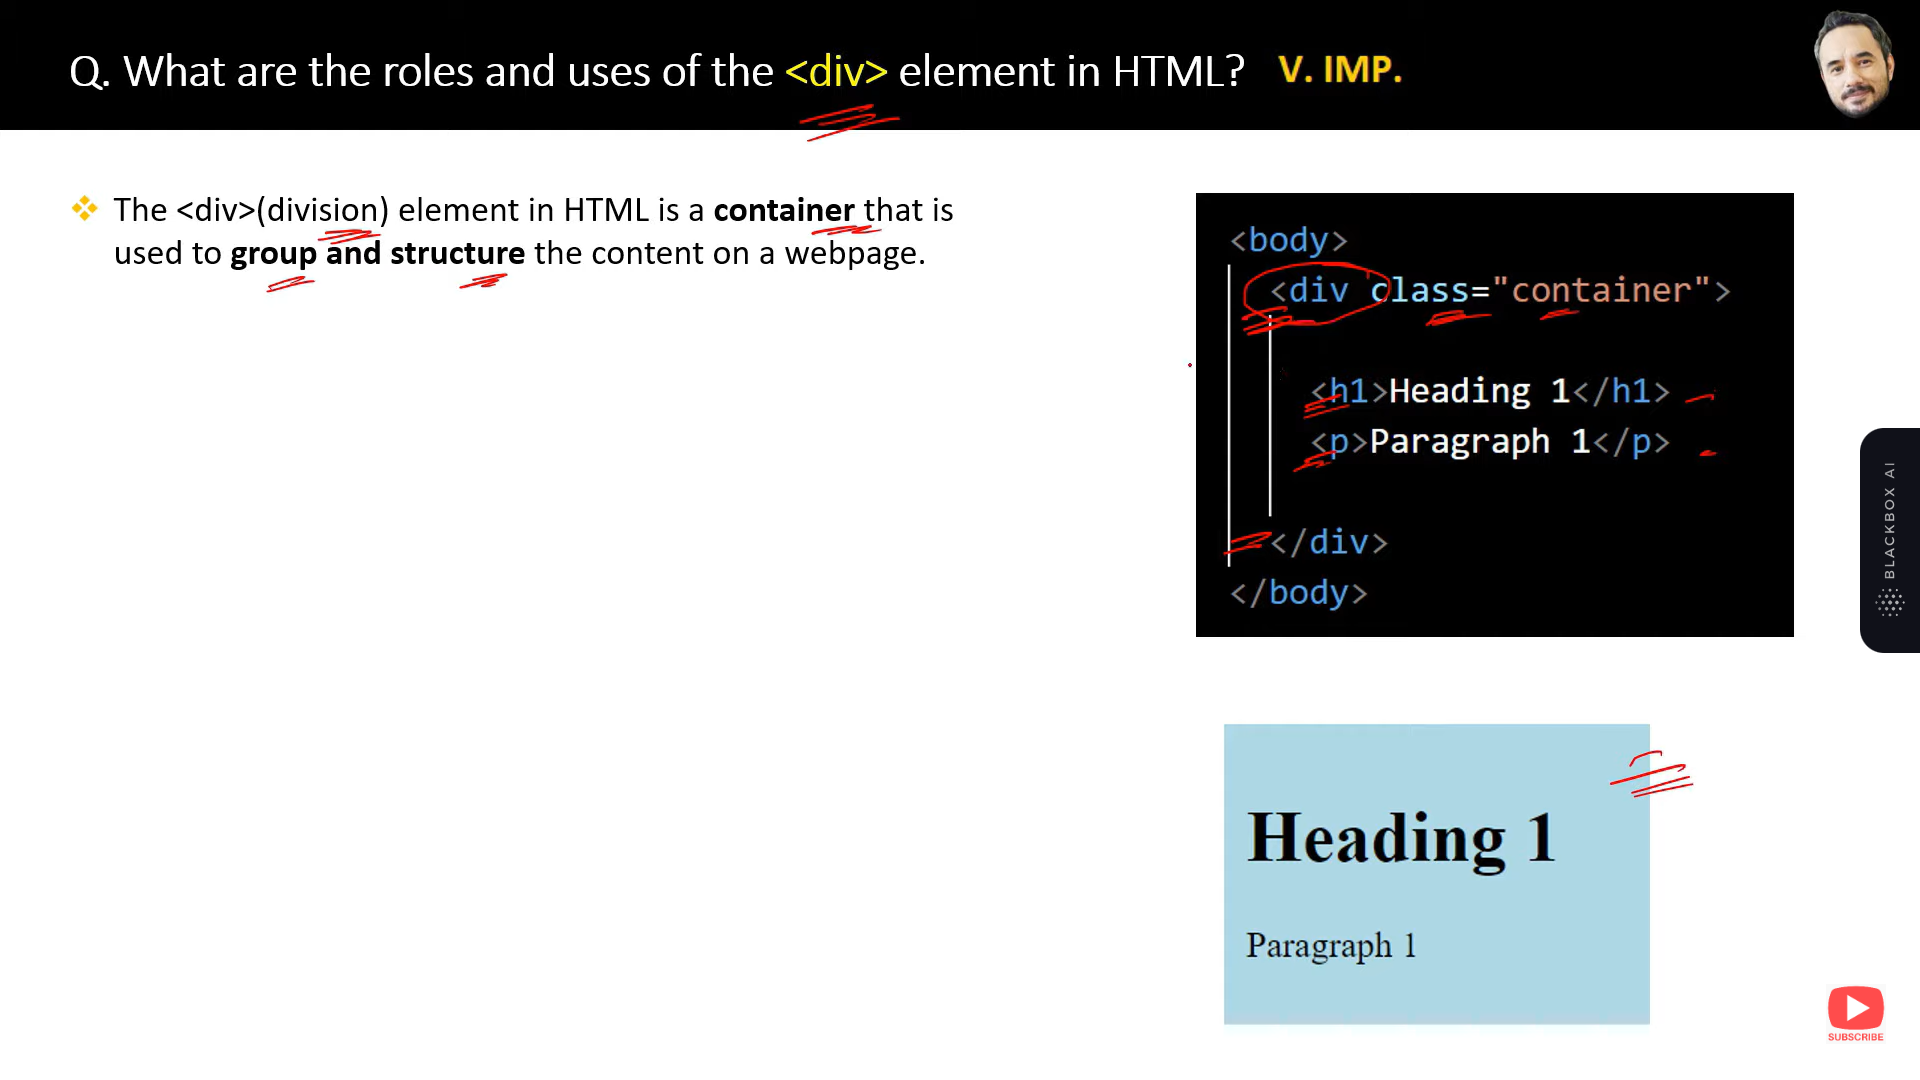 Q. What are the roles and uses of the <div> element in HTML? V. IMP.
The <div>(division) element in HTML is a container that is
used to group and structure the content on a webpage.
<body>
<div class="container">
<h1>Heading 1</h1>
<p>Paragraph 1</p>
</div>
</body>
BLACKBOX AI
Heading 1
Paragraph 1
SUBSCRIBE